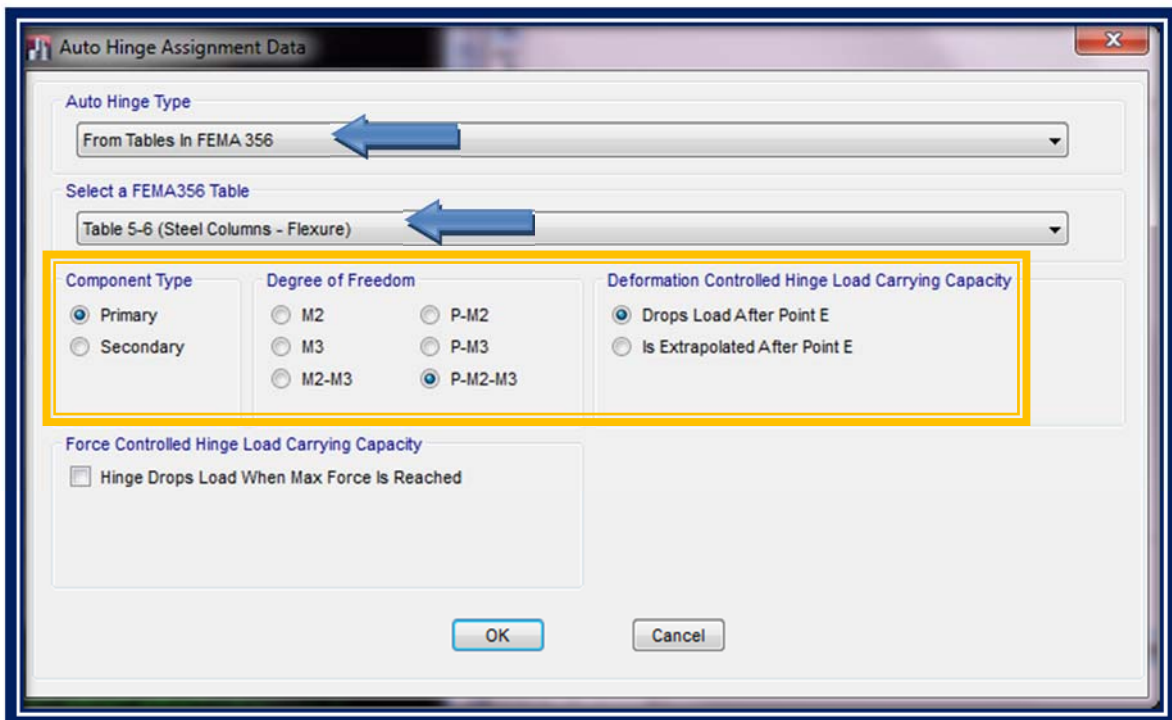 Auto Hinge Assignment Data
Auto Hinge Type
From Tables In FEMA 356
Select a FEMA356 Table
Table 5-6 (Steel Columns - Flexure)
Component Type
Primary
Secondary
Degree of Freedom
M2 P-M2
M3 P-M3
M2-M3 P-M2-M3
Deformation Controlled Hinge Load Carrying Capacity
Drops Load After Point E
Is Extrapolated After Point E
Force Controlled Hinge Load Carrying Capacity
Hinge Drops Load When Max Force Is Reached
OK Cancel